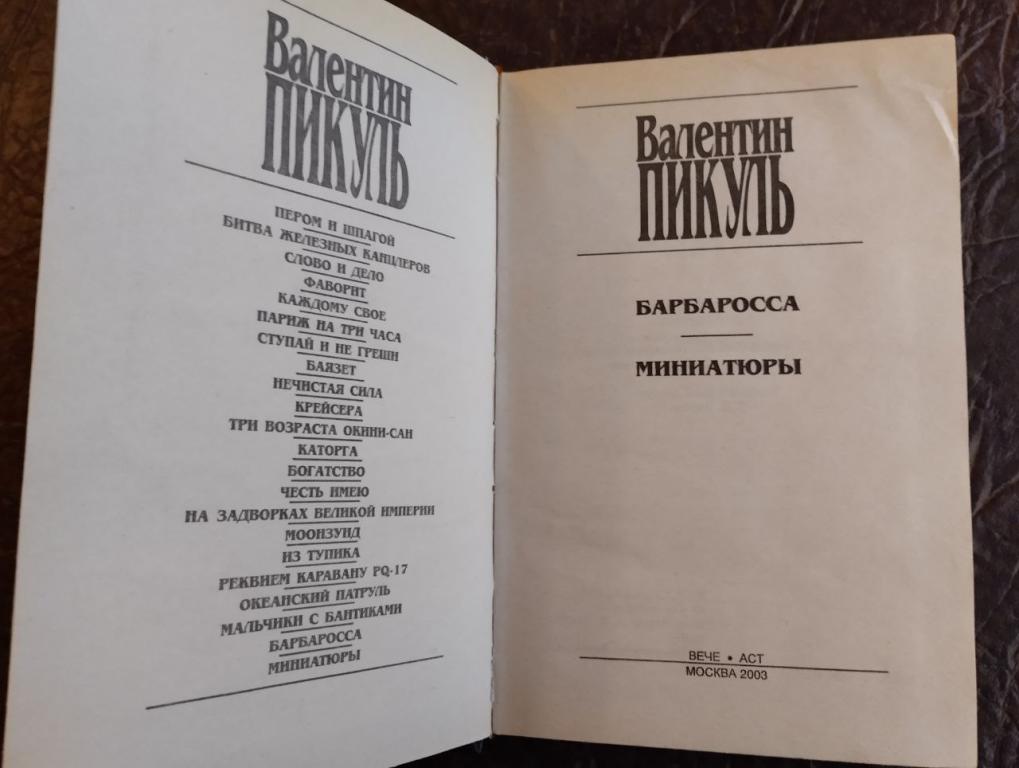 Валентин
ПИКУЛЬ
ПЕРОМ И ШПАГОЙ
БИТВА ЖЕЛЕЗНЫХ КАНЦЛЕРОВ
СЛОВО И ДЕЛО
ФАВОРИТ
КАЖДОМУ СВОЕ
ПАРИЖ НА ТРИ ЧАСА
СТУПАЙ И НЕ ГРЕШИ
БАЯЗЕТ
НЕЧИСТАЯ СИЛА
КРЕЙСЕРА
ТРИ ВОЗРАСТА ОКИНИ-САН
КАТОРГА
БОГАТСТВО
ЧЕСТЬ ИМЕЮ
НА ЗАДВОРКАХ ВЕЛИКОЙ ИМПЕРИИ
МООНЗУНД
ИЗ ТУПИКА
РЕКВИЕМ КАРАВАНУ PQ-17
ОКЕАНСКИЙ ПАТРУЛЬ
МАЛЬЧИКИ С БАНТИКАМИ
БАРБАРОССА
МИНИАТЮРЫ
Валентин
ПИКУЛЬ
БАРБАРОССА
МИНИАТЮРЫ
ВЕЧЕ • АСТ
МОСКВА 2003